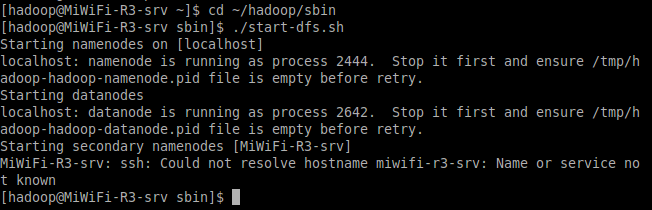 [hadoop@MiWiFi-R3-srv ~]$ cd ~/hadoop/sbin
[hadoop@MiWiFi-R3-srv sbin]$ ./start-dfs.sh
Starting namenodes on [localhost]
localhost: namenode is running as process 2444.  Stop it first and ensure /tmp/h
adoop-hadoop-namenode.pid file is empty before retry.
Starting datanodes
localhost: datanode is running as process 2642.  Stop it first and ensure /tmp/h
adoop-hadoop-datanode.pid file is empty before retry.
Starting secondary namenodes [MiWiFi-R3-srv]
MiWiFi-R3-srv: ssh: Could not resolve hostname miwifi-r3-srv: Name or service no
t known
[hadoop@MiWiFi-R3-srv sbin]$